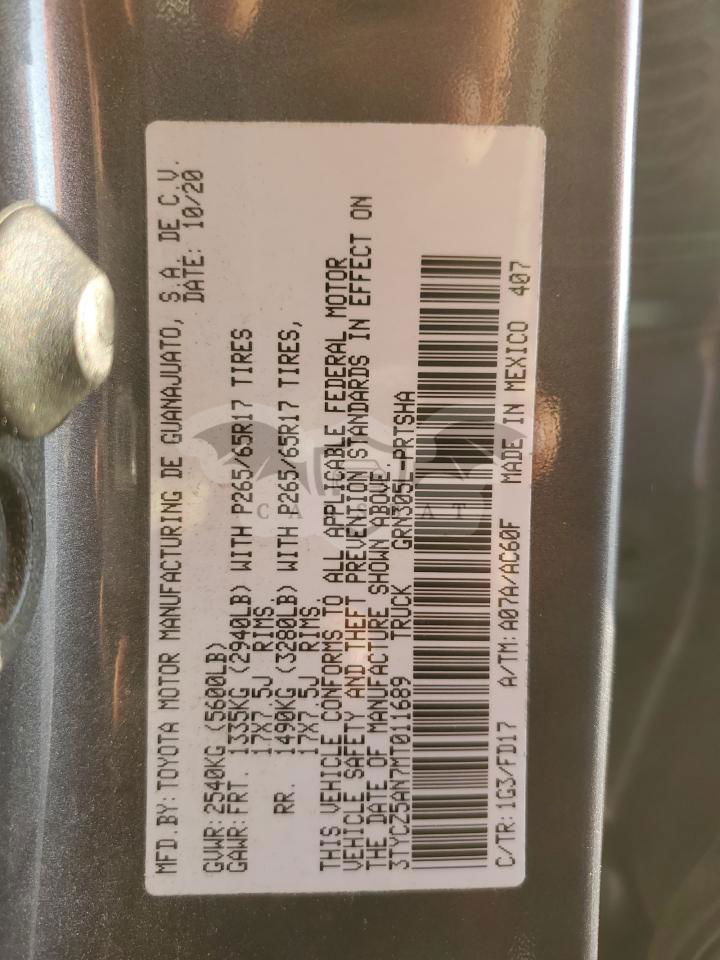 MFD.BY:TOYOTA MOTOR MANUFACTURING DE GUANAJUATO, S.A. DE C.V.
DATE: 10/20
GVWR:2540KG(5600LB)
GAWR:FRT. 1335KG(2940LB) WITH P265/65R17 TIRES
17X7.5J RIMS.
RR. 1490KG(3280LB) WITH P265/65R17 TIRES,
17X7.5J RIMS.
THIS VEHICLE CONFORMS TO ALL APPLICABLE FEDERAL MOTOR
VEHICLE SAFETY AND THEFT PREVENTION STANDARDS IN EFFECT ON
THE DATE OF MANUFACTURE SHOWN ABOVE.
3TYCZ5AN7MT011689 TRUCK GRN305L-PRTSHA
C/TR:1G3/FD17 A/TM:A07A/AC60F MADE IN MEXICO 407